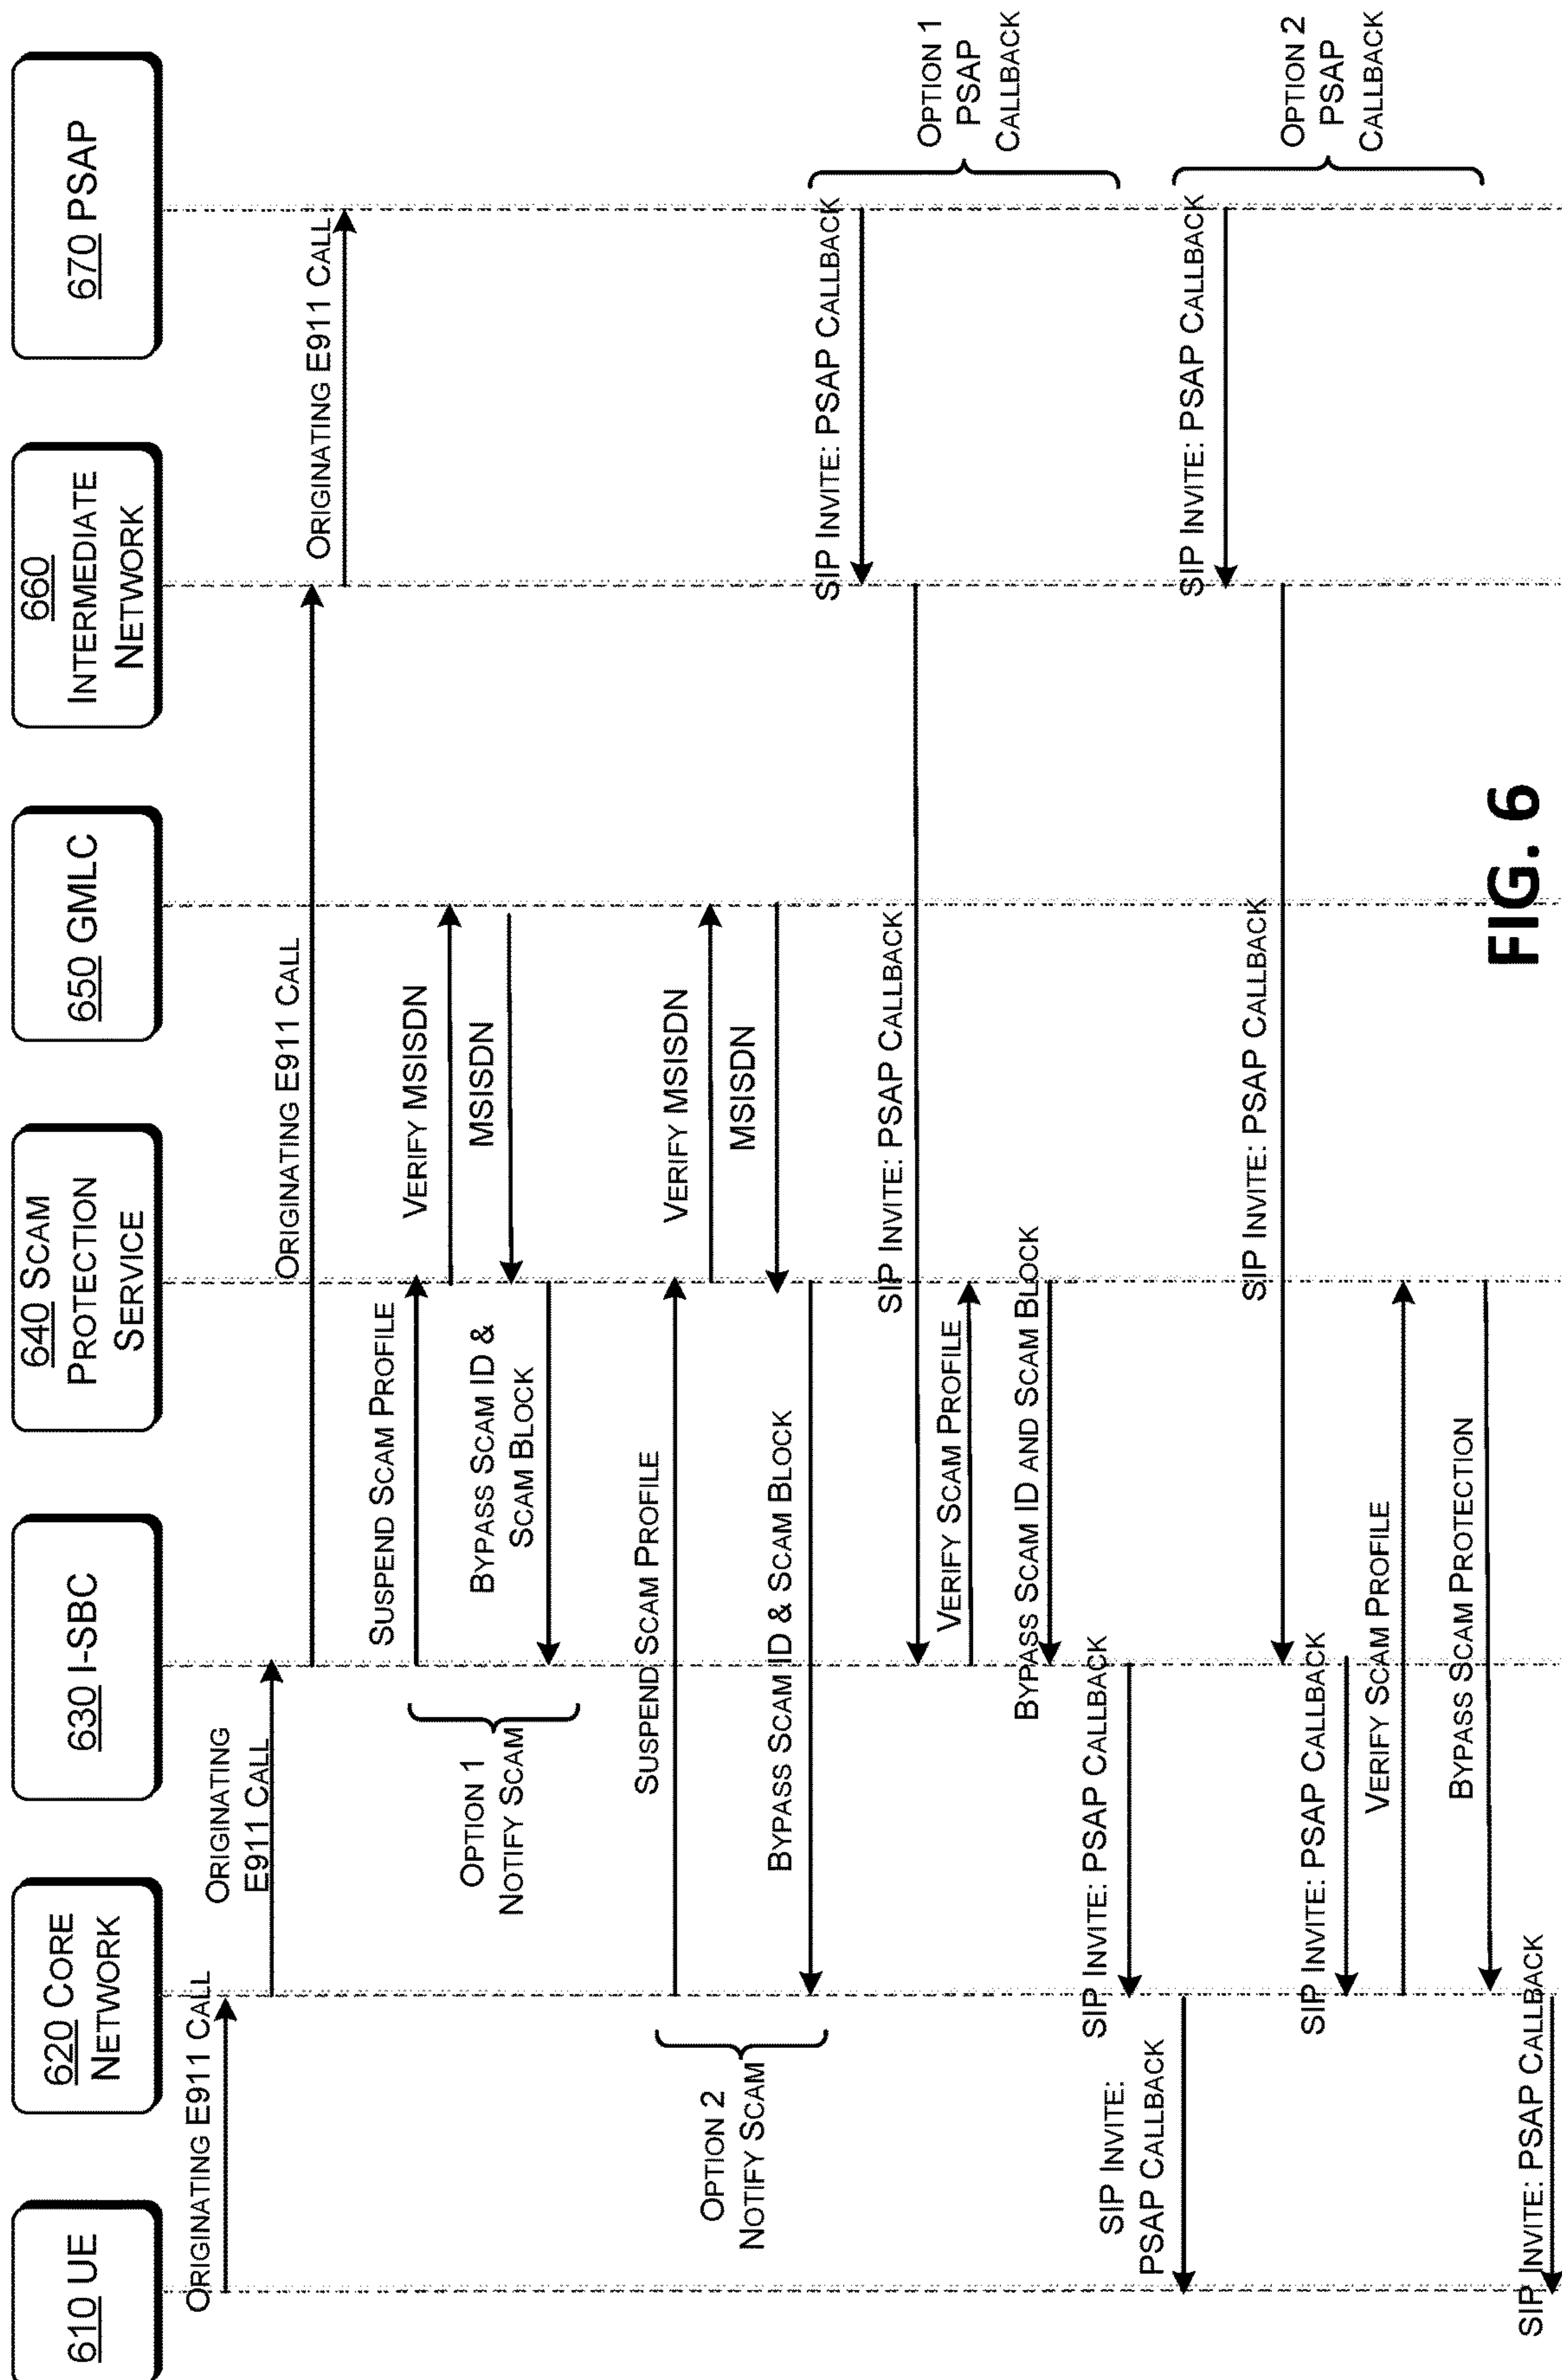 610 UE
620 CORE
NETWORK
630 I-SBC
640 SCAM
PROTECTION
SERVICE
650 GMLC
660
INTERMEDIATE
NETWORK
670 PSAP
ORIGINATING E911 CALL
ORIGINATING
E911 CALL
ORIGINATING E911 CALL
ORIGINATING E911 CALL
SUSPEND SCAM PROFILE
VERIFY MSISDN
MSISDN
BYPASS SCAM ID &
SCAM BLOCK
OPTION 1
NOTIFY SCAM
SUSPEND SCAM PROFILE
VERIFY MSISDN
MSISDN
BYPASS SCAM ID & SCAM BLOCK
OPTION 2
NOTIFY SCAM
SIP INVITE: PSAP CALLBACK
OPTION 1
PSAP
CALLBACK
SIP INVITE: PSAP CALLBACK
VERIFY SCAM PROFILE
BYPASS SCAM ID AND SCAM BLOCK
SIP INVITE: PSAP CALLBACK
SIP INVITE:
PSAP CALLBACK
SIP INVITE: PSAP CALLBACK
OPTION 2
PSAP
CALLBACK
SIP INVITE: PSAP CALLBACK
SIP INVITE: PSAP CALLBACK
VERIFY SCAM PROFILE
BYPASS SCAM PROTECTION
SIP INVITE: PSAP CALLBACK
FIG. 6